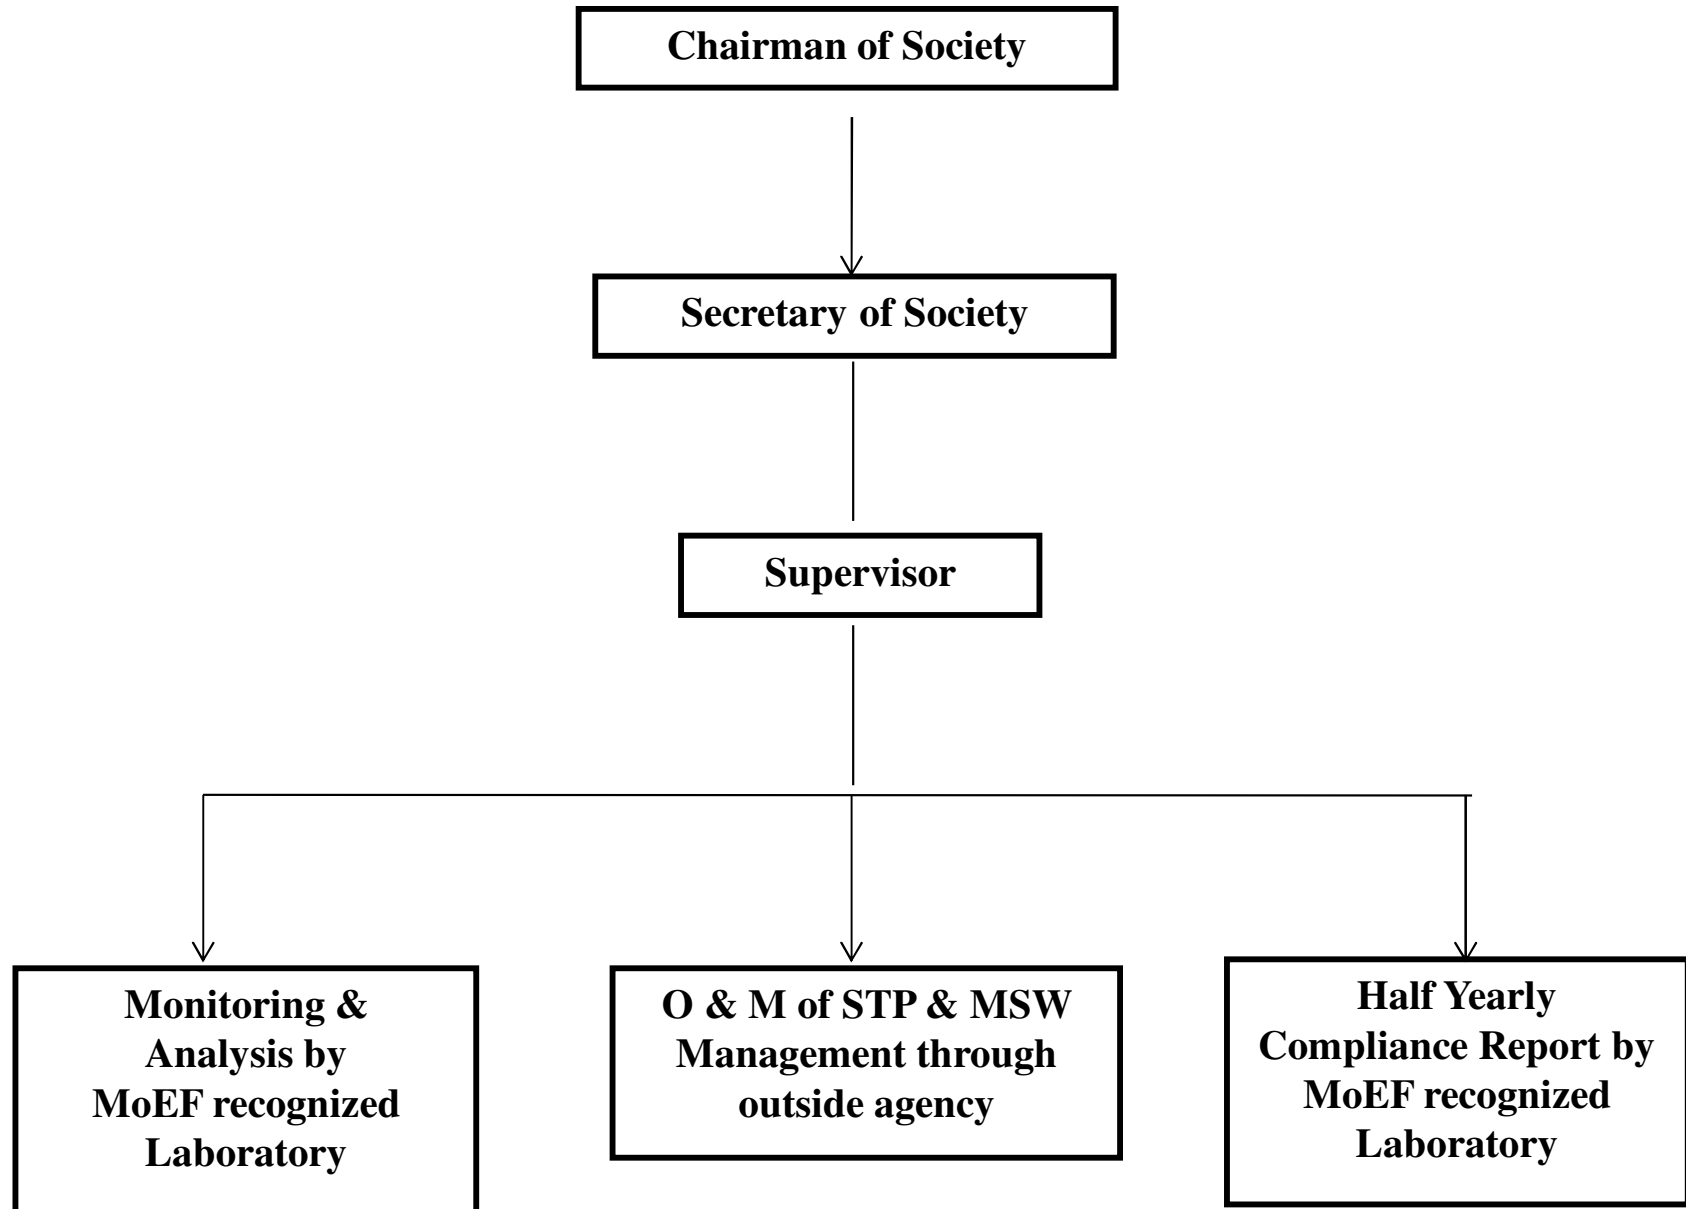 Chairman of Society
Secretary of Society
Supervisor
Monitoring &
Analysis by
MoEF recognized
Laboratory
O & M of STP & MSW
Management through
outside agency
Half Yearly
Compliance Report by
MoEF recognized
Laboratory